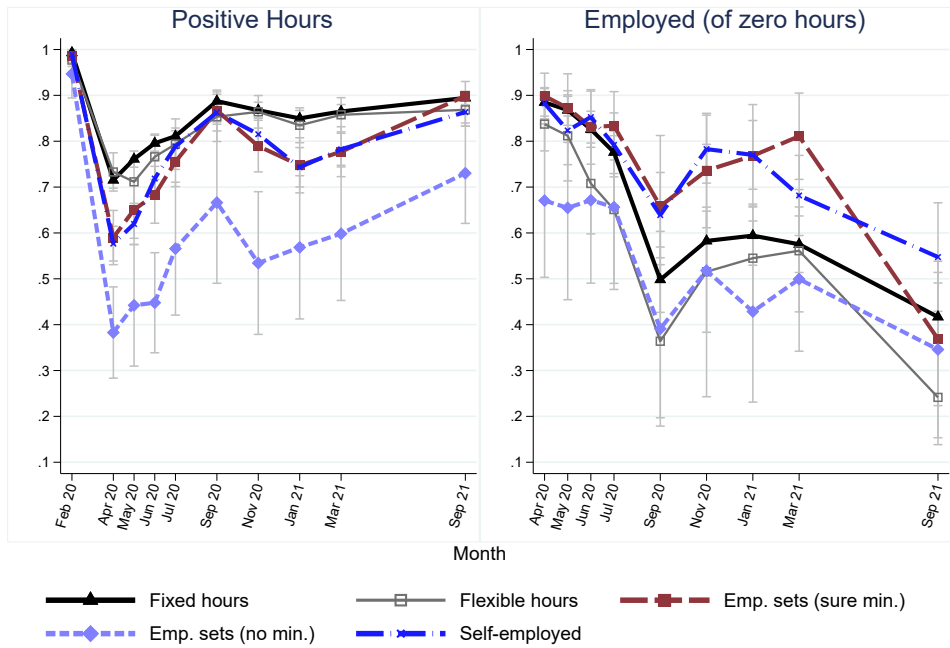 Positive Hours
Employed (of zero hours)
1
.9
.8
.7
.6
.5
.4
.3
.2
.1
Feb 20
Apr 20
May 20
Jun 20
Jul 20
Sep 20
Nov 20
Jan 21
Mar 21
Sep 21
1
.9
.8
.7
.6
.5
.4
.3
.2
.1
Apr 20
May 20
Jun 20
Jul 20
Sep 20
Nov 20
Jan 21
Mar 21
Sep 21
Month
Fixed hours
Flexible hours
Emp. sets (sure min.)
Emp. sets (no min.)
Self-employed